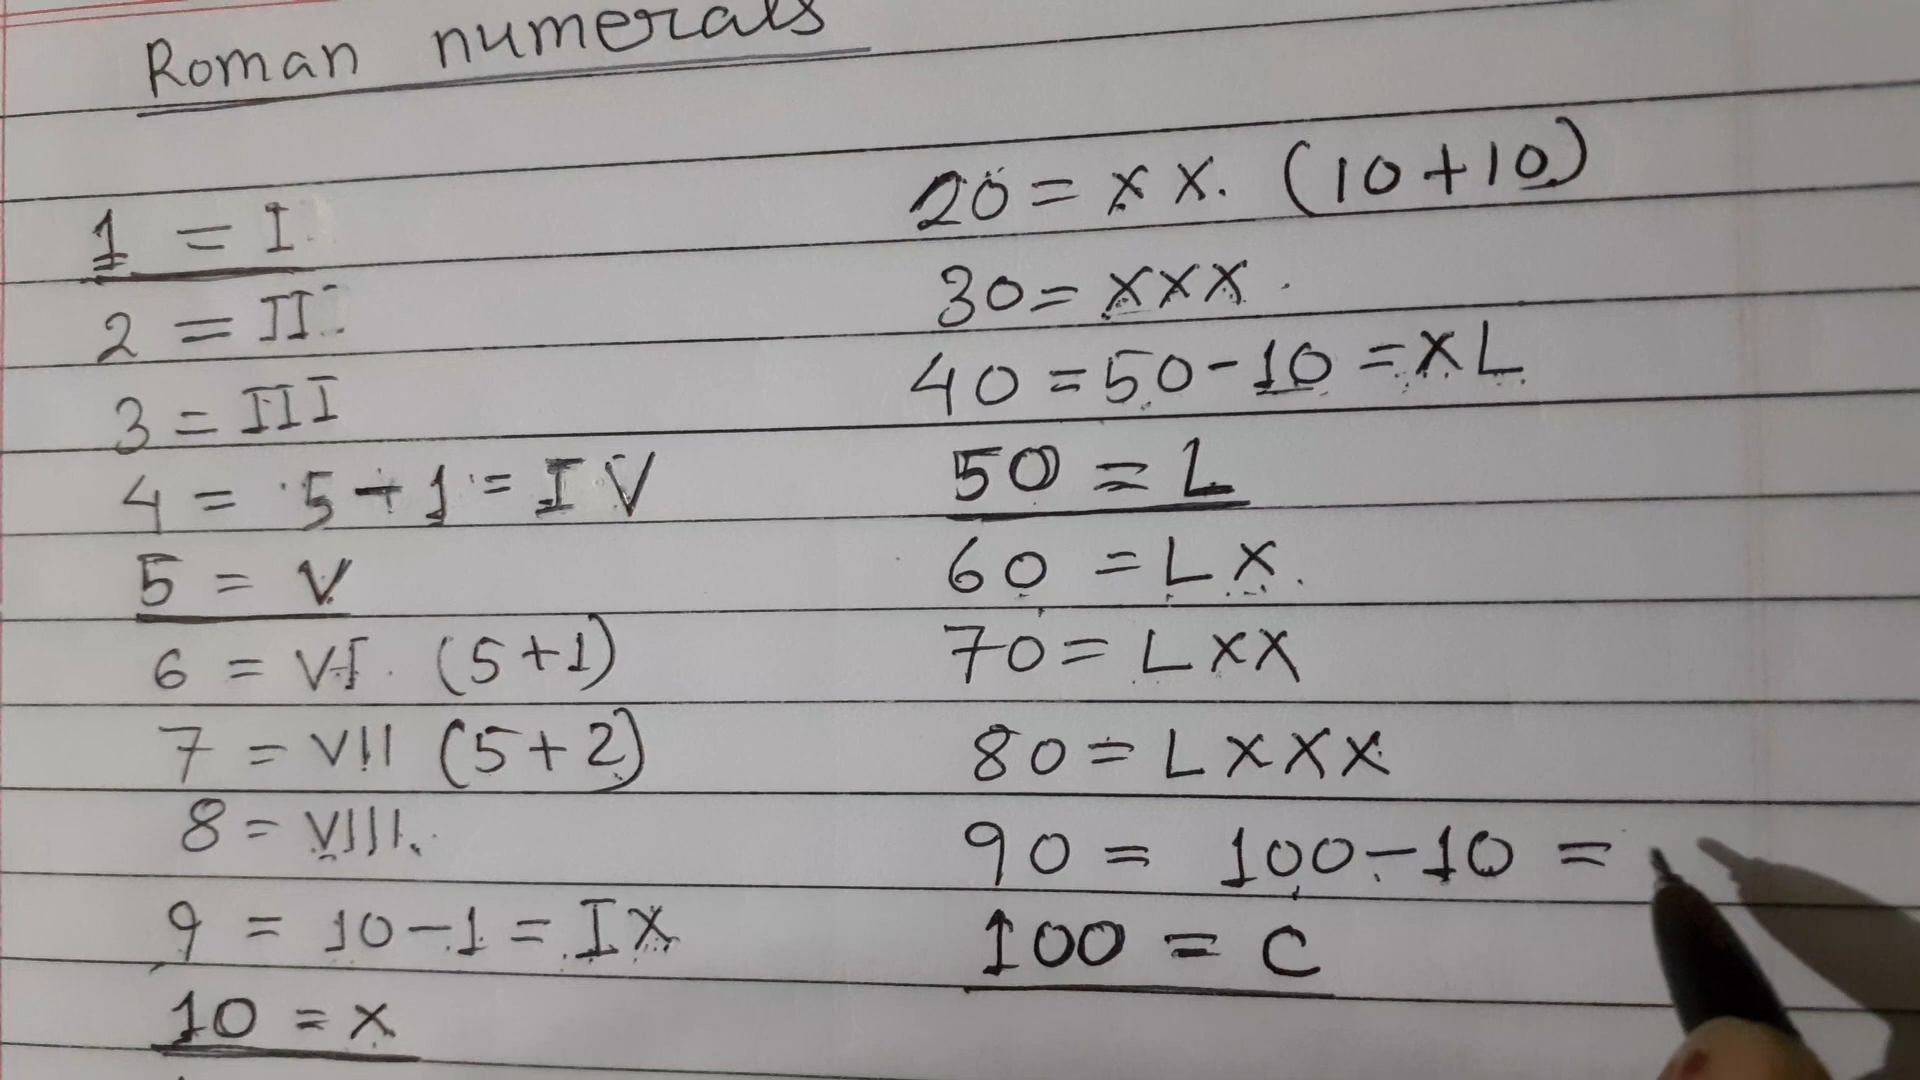 Roman numerals
1 = I
2 = II
3 = III
4 = 5+1 = IV
5 = V
6 = VI. (5+1)
7 = VII (5+2)
8 = VIII.
9 = 10-1 = IX
10 = X
20 = XX. (10+10)
30 = XXX.
40 = 50-10 = XL
50 = L
60 = LX.
70 = LXX
80 = LXXX
90 = 100-10 =
100 = C